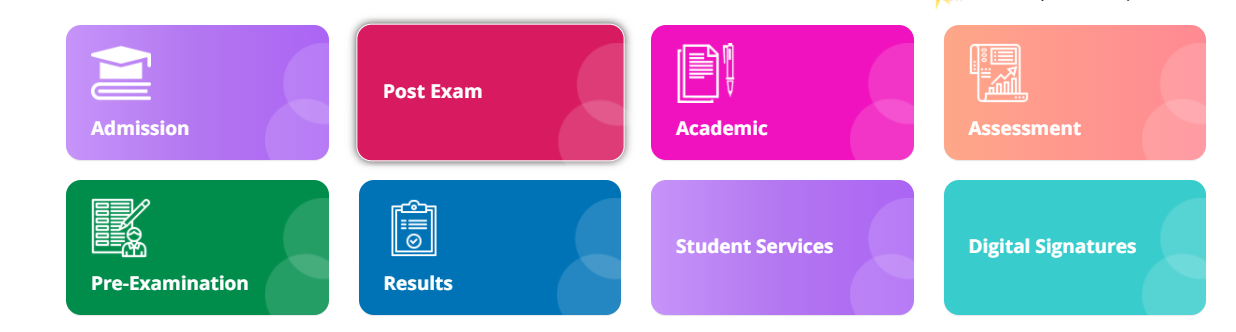 Admission
Post Exam
Academic
Assessment
Pre-Examination
Results
Student Services
Digital Signatures